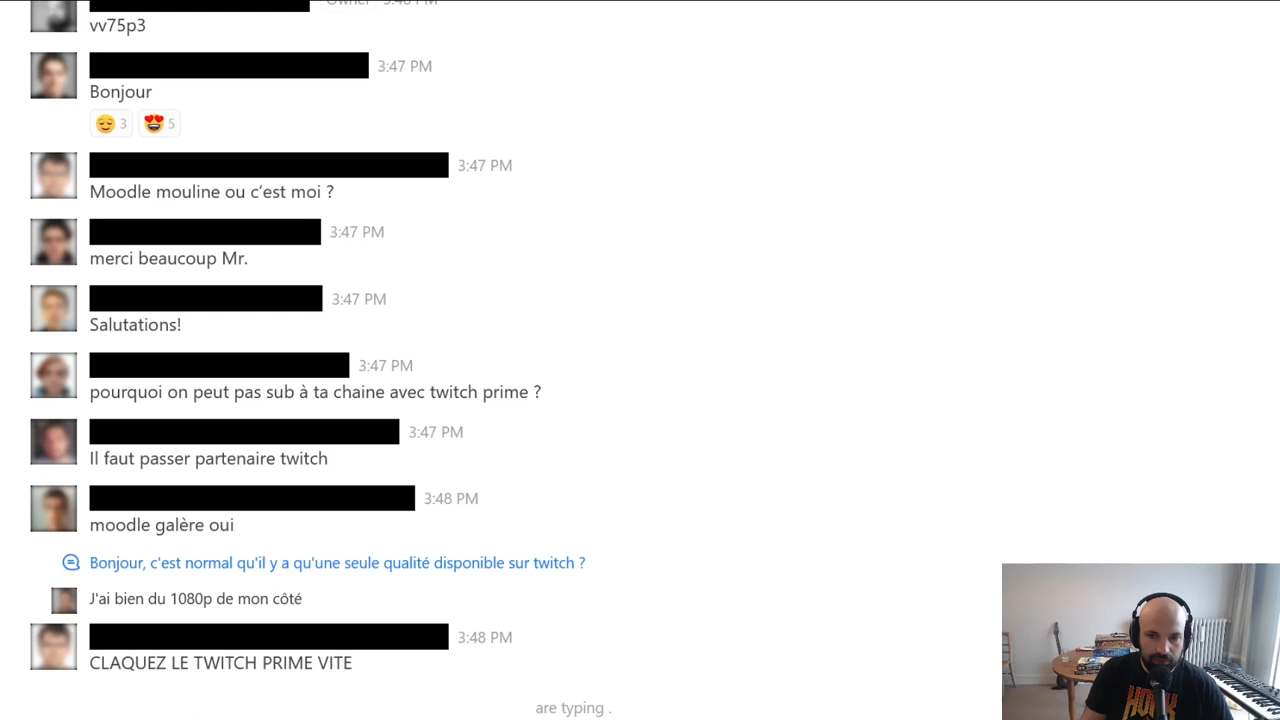 Owner 3:46 PM
vv75p3
3:47 PM
Bonjour
3
5
3:47 PM
Moodle mouline ou c’est moi ?
3:47 PM
merci beaucoup Mr.
3:47 PM
Salutations!
3:47 PM
pourquoi on peut pas sub à ta chaine avec twitch prime ?
3:47 PM
Il faut passer partenaire twitch
3:48 PM
moodle galère oui
Bonjour, c'est normal qu'il y a qu'une seule qualité disponible sur twitch ?
J'ai bien du 1080p de mon côté
3:48 PM
CLAQUEZ LE TWITCH PRIME VITE
are typing .